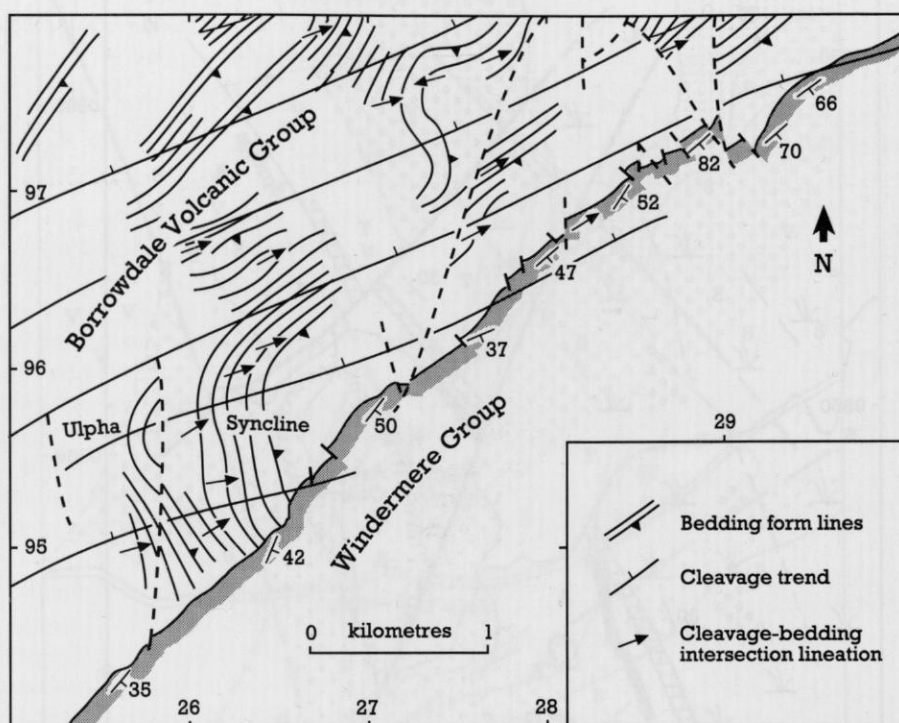 66
82
70
Borrowdale Volcanic Group
97
52
N
47
96
37
Ulpha
Syncline
50
Windermere Group
29
Bedding form lines
95
42
Cleavage trend
0 kilometres 1
Cleavage-bedding
intersection lineation
35
26
27
28